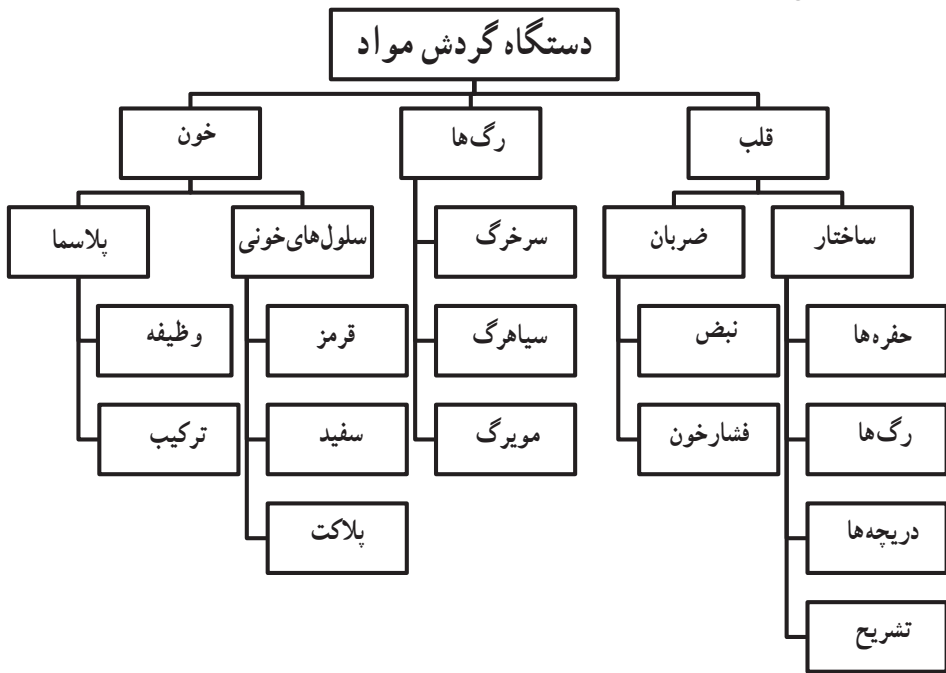 دستگاه گردش مواد
قلب
رگ‌ها
خون
ساختار
ضربان
سلول‌های‌خونی
پلاسما
سرخرگ
حفره‌ها
نبض
سیاهرگ
قرمز
وظیفه
رگ‌ها
فشارخون
مویرگ
سفید
ترکیب
دریچه‌ها
پلاکت
تشریح